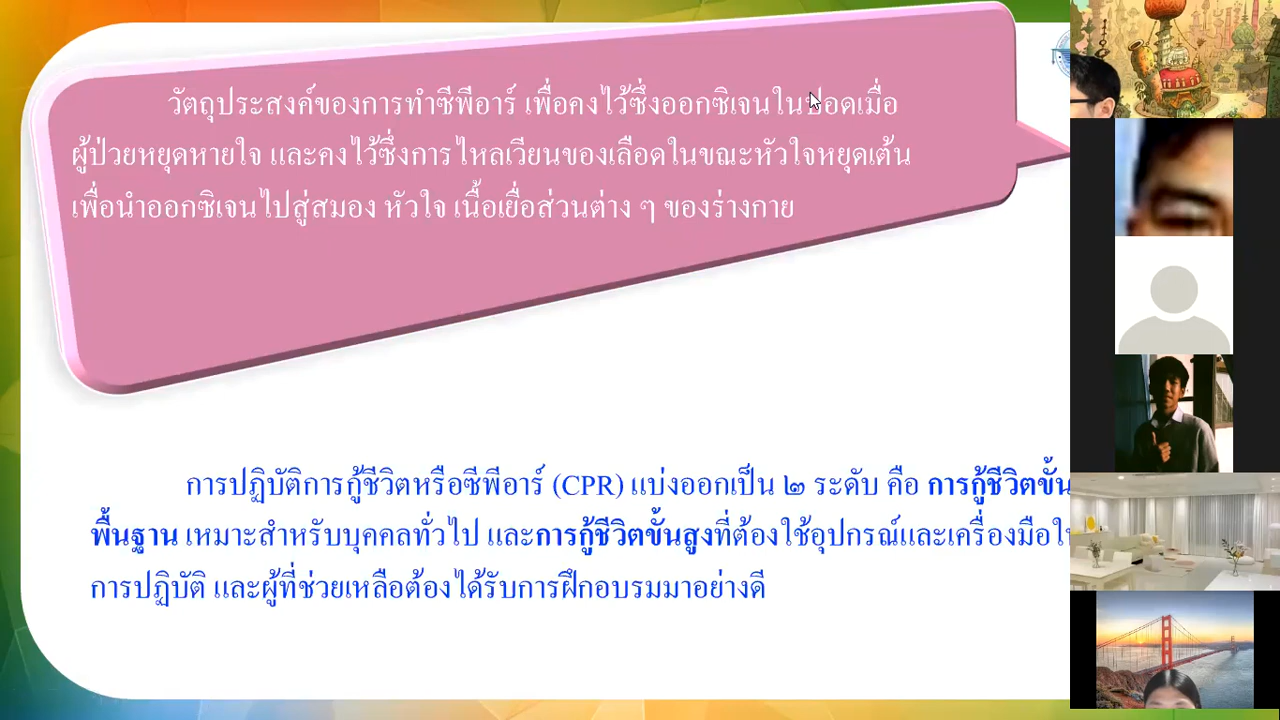 วัตถุประสงค์ของการทำซีพีอาร์ เพื่อคงไว้ซึ่งออกซิเจนในปอดเมื่อ
ผู้ป่วยหยุดหายใจ และคงไว้ซึ่งการไหลเวียนของเลือดในขณะหัวใจหยุดเต้น
เพื่อนำออกซิเจนไปสู่สมอง หัวใจ เนื้อเยื่อส่วนต่าง ๆ ของร่างกาย
การปฏิบัติการกู้ชีวิตหรือซีพีอาร์ (CPR) แบ่งออกเป็น ๒ ระดับ คือ การกู้ชีวิตขั้น
พื้นฐาน เหมาะสำหรับบุคคลทั่วไป และการกู้ชีวิตขั้นสูงที่ต้องใช้อุปกรณ์และเครื่องมือใน
การปฏิบัติ และผู้ที่ช่วยเหลือต้องได้รับการฝึกอบรมมาอย่างดี